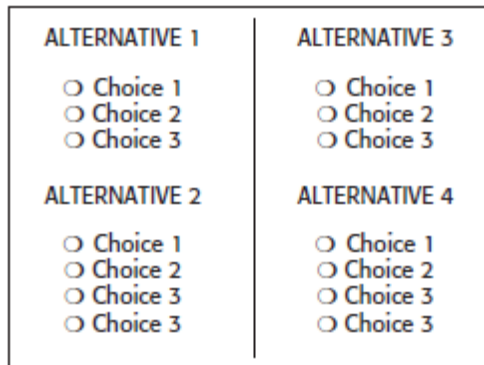 ALTERNATIVE 1
❍ Choice 1
❍ Choice 2
❍ Choice 3
ALTERNATIVE 2
❍ Choice 1
❍ Choice 2
❍ Choice 3
❍ Choice 3
ALTERNATIVE 3
❍ Choice 1
❍ Choice 2
❍ Choice 3
ALTERNATIVE 4
❍ Choice 1
❍ Choice 2
❍ Choice 3
❍ Choice 3